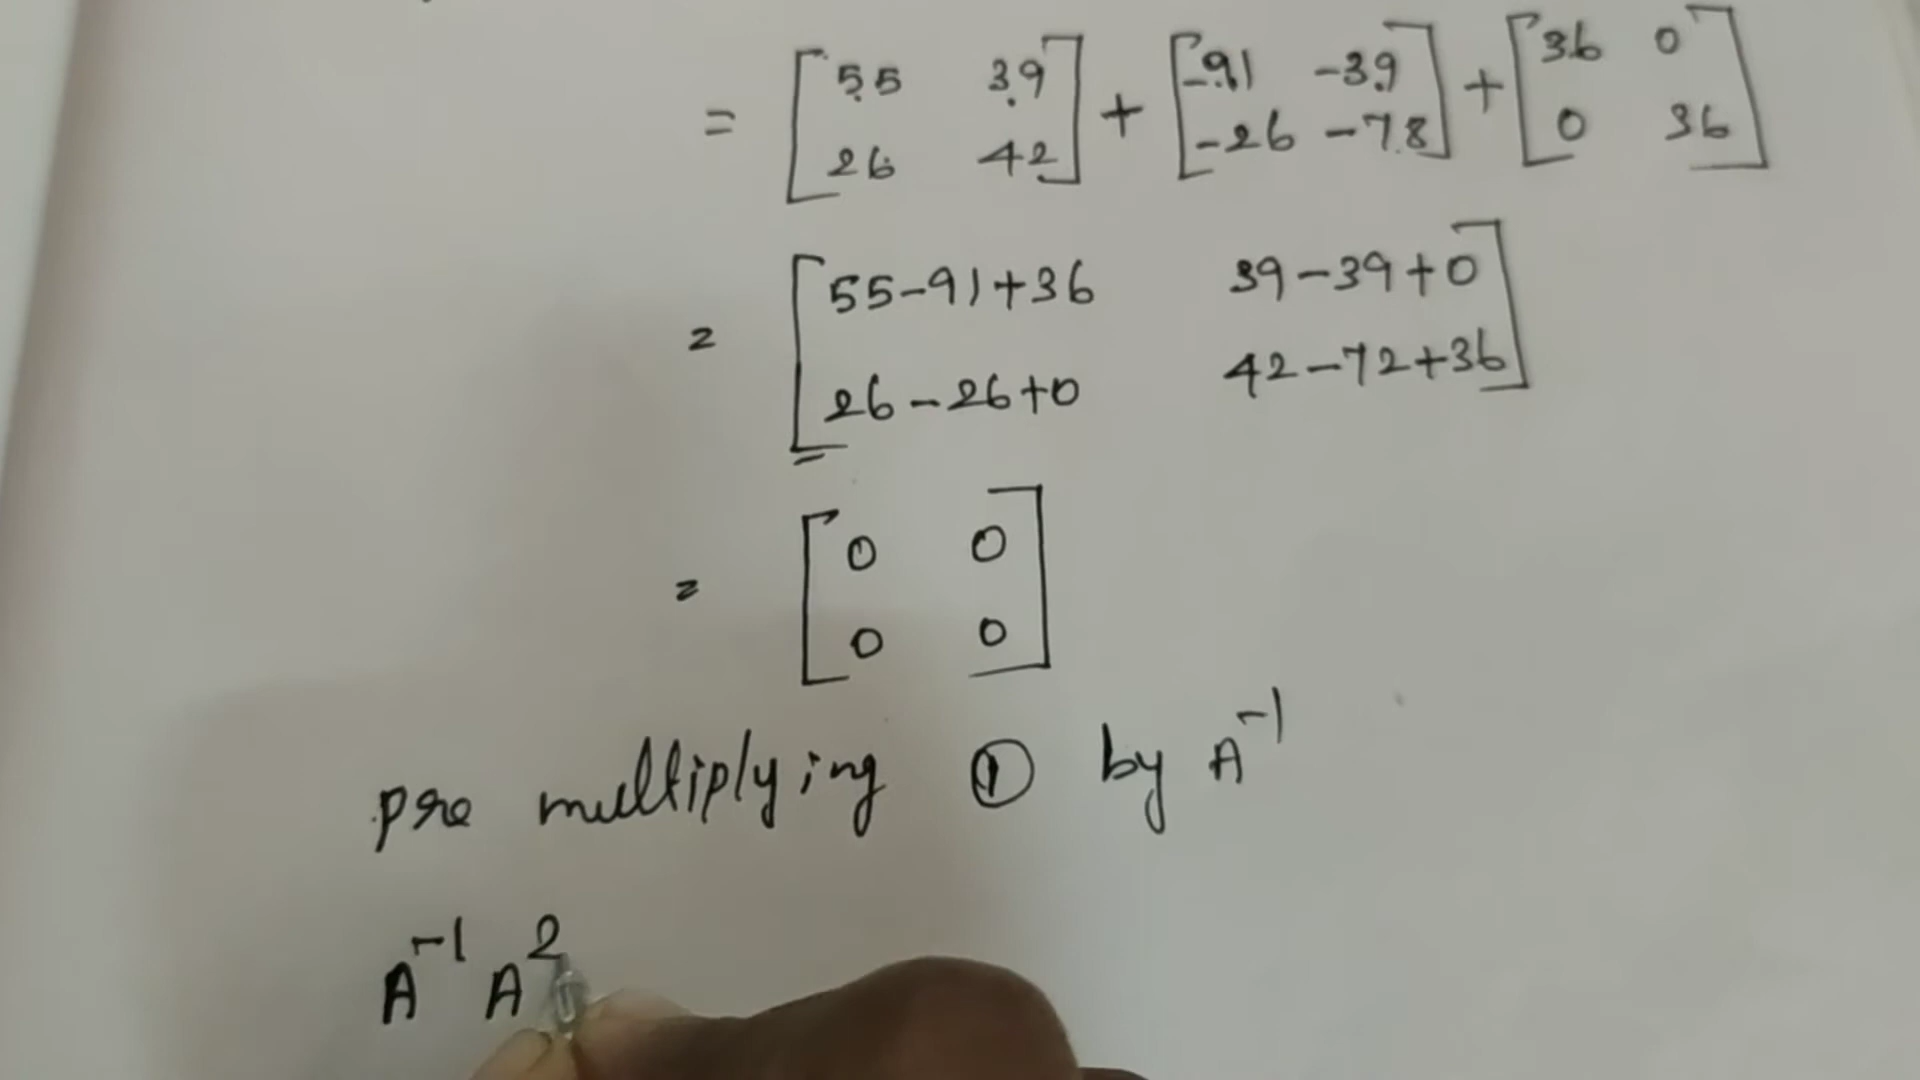 = [ 55 39 ] + [ -91 -39 ] + [ 36 0 ]
[ 26 42 ] [ -26 -78 ] [ 0 36 ]
= [ 55-91+36 39-39+0 ]
[ 26-26+0 42-72+36 ]
= [ 0 0 ]
[ 0 0 ]
pre multiplying ① by A⁻¹
A⁻¹ A²